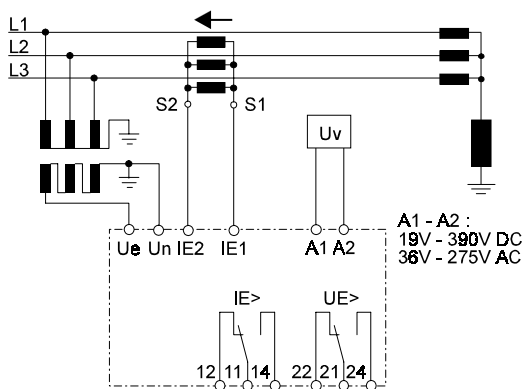 L1
L2
L3
S2 S1
Uv
Ue Un IE2 IE1 A1 A2
A1 - A2 :
19V - 390V DC
36V - 275V AC
IE> UE>
12 11 14 22 21 24